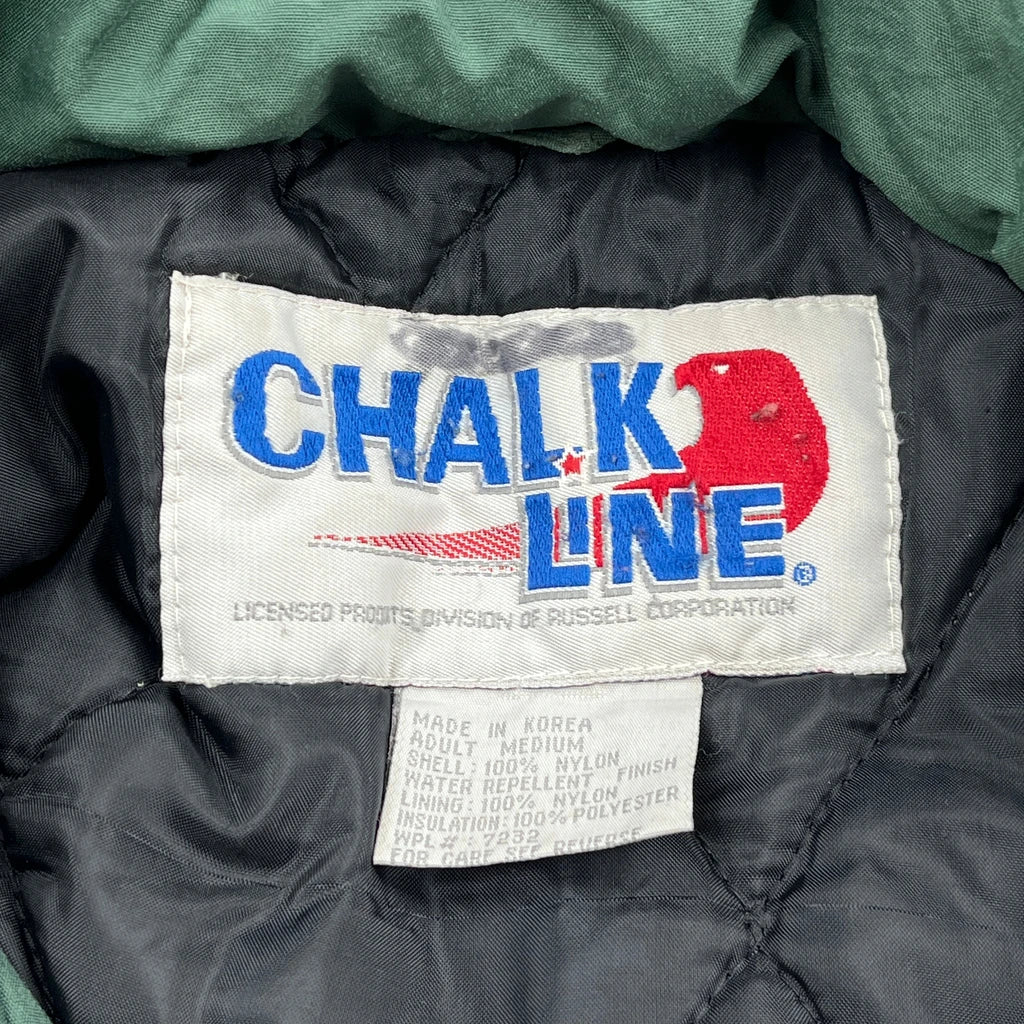 CHALK
LINE®
LICENSED PRODUTS DIVISION OF RUSSELL CORPORATION
MADE IN KOREA
ADULT MEDIUM
SHELL: 100% NYLON
WATER REPELLENT FINISH
LINING: 100% NYLON
INSULATION: 100% POLYESTER
WPL#: 7232
FOR CARE SEE REVERSE